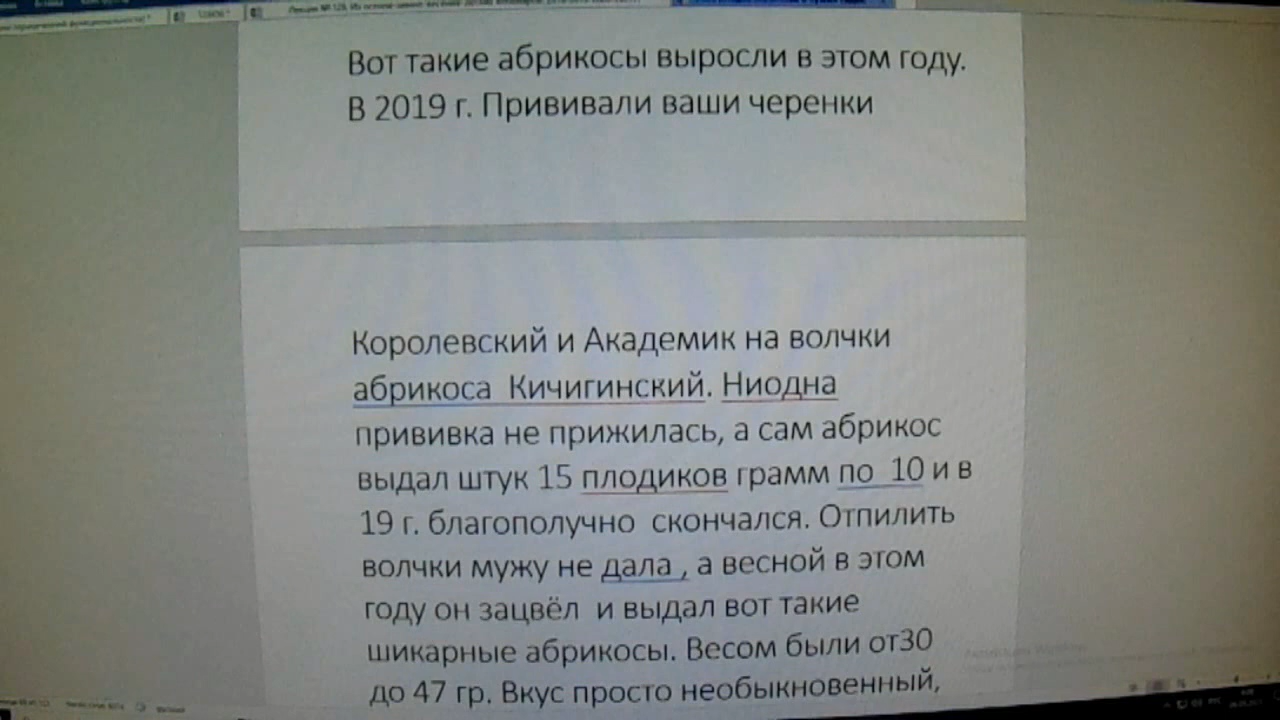 Вот такие абрикосы выросли в этом году.
В 2019 г. Прививали ваши черенки
Королевский и Академик на волчки
абрикоса  Кичигинский. Ниодна
прививка не прижилась, а сам абрикос
выдал штук 15 плодиков грамм по  10 и в
19 г. благополучно  скончался. Отпилить
волчки мужу не дала , а весной в этом
году он зацвёл  и выдал вот такие
шикарные абрикосы. Весом были от30
до 47 гр. Вкус просто необыкновенный,